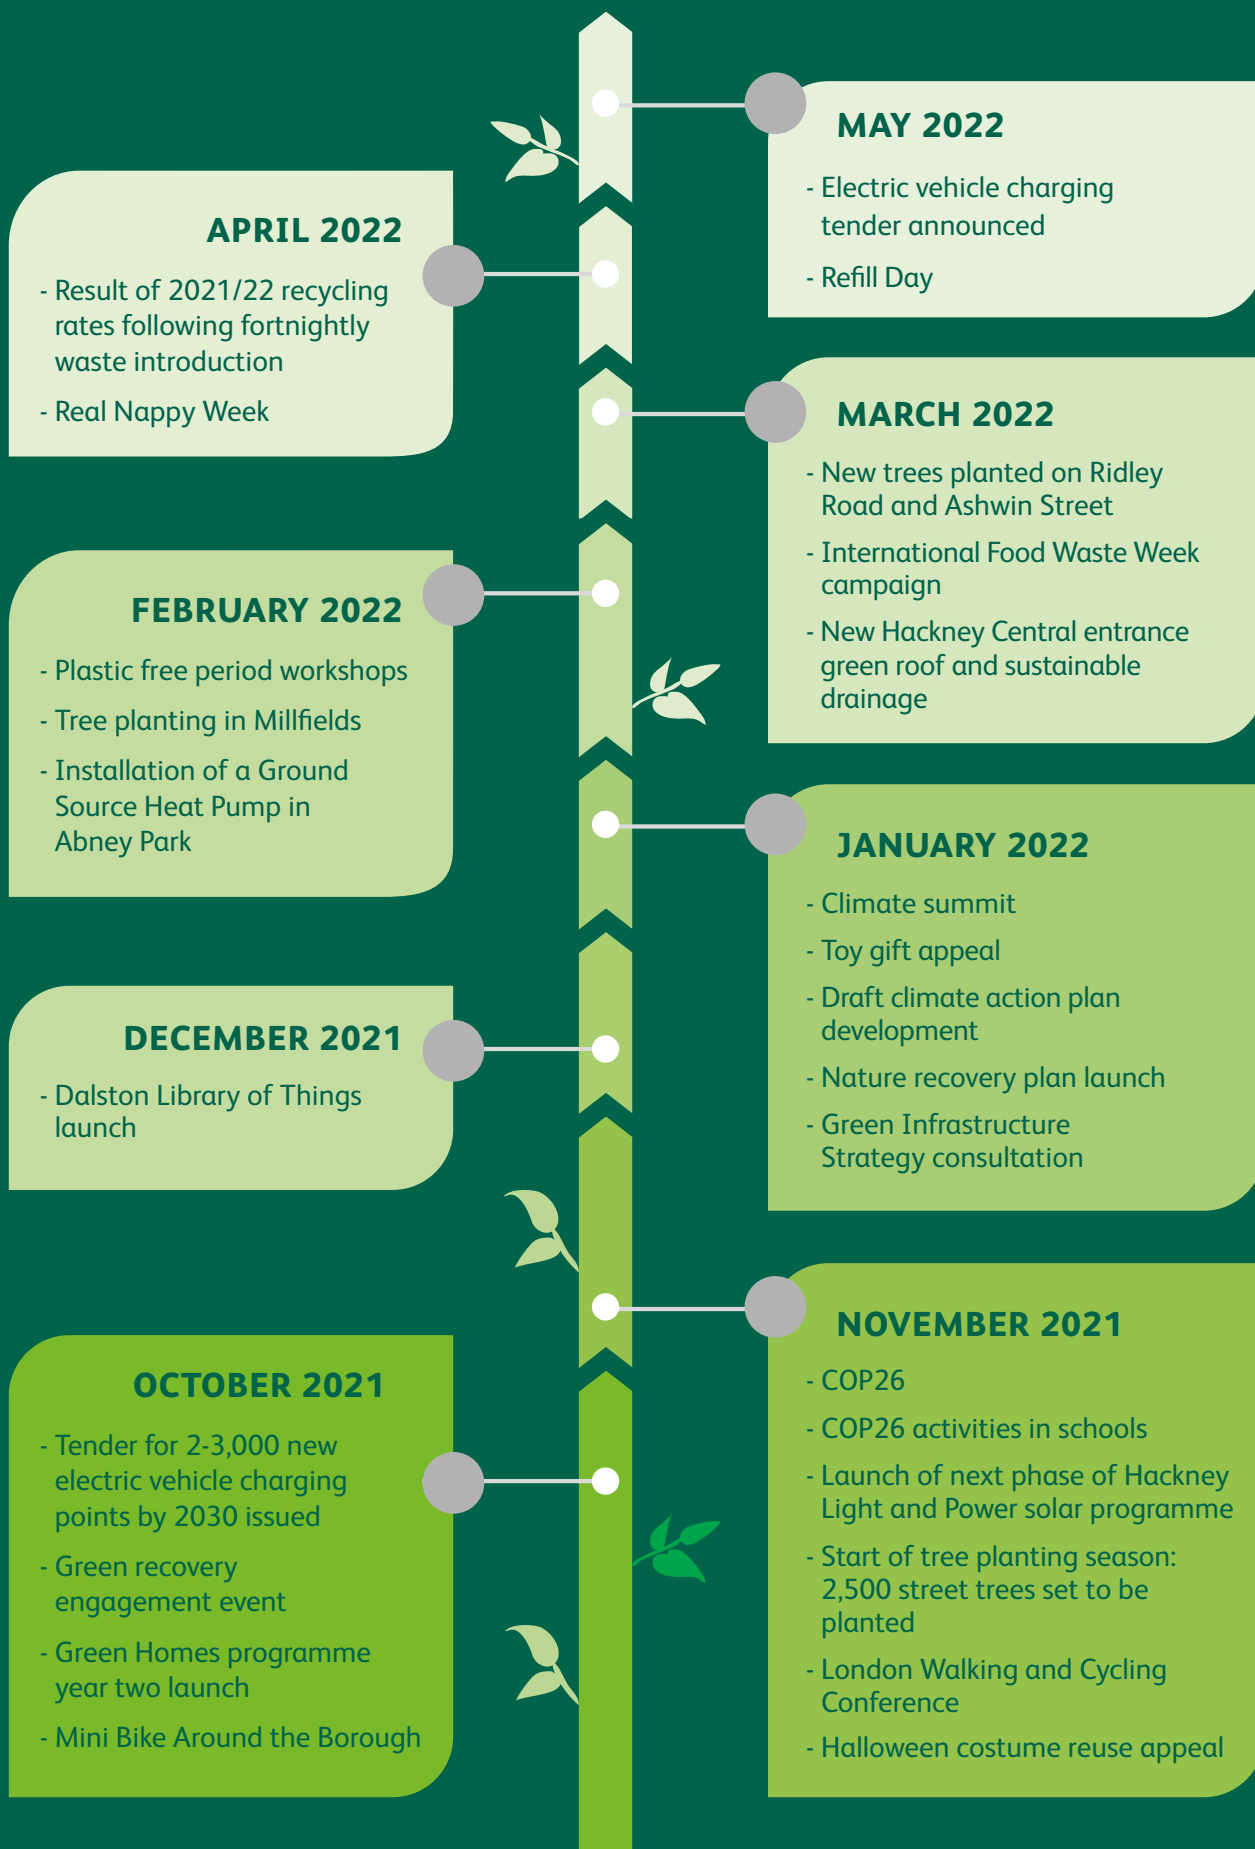 MAY 2022
- Electric vehicle charging
tender announced
- Refill Day
APRIL 2022
- Result of 2021/22 recycling
rates following fortnightly
waste introduction
- Real Nappy Week
MARCH 2022
- New trees planted on Ridley
Road and Ashwin Street
- International Food Waste Week
campaign
- New Hackney Central entrance
green roof and sustainable
drainage
FEBRUARY 2022
- Plastic free period workshops
- Tree planting in Millfields
- Installation of a Ground
Source Heat Pump in
Abney Park
JANUARY 2022
- Climate summit
- Toy gift appeal
- Draft climate action plan
development
- Nature recovery plan launch
- Green Infrastructure
Strategy consultation
DECEMBER 2021
- Dalston Library of Things
launch
NOVEMBER 2021
- COP26
- COP26 activities in schools
- Launch of next phase of Hackney
Light and Power solar programme
- Start of tree planting season:
2,500 street trees set to be
planted
- London Walking and Cycling
Conference
- Halloween costume reuse appeal
OCTOBER 2021
- Tender for 2-3,000 new
electric vehicle charging
points by 2030 issued
- Green recovery
engagement event
- Green Homes programme
year two launch
- Mini Bike Around the Borough